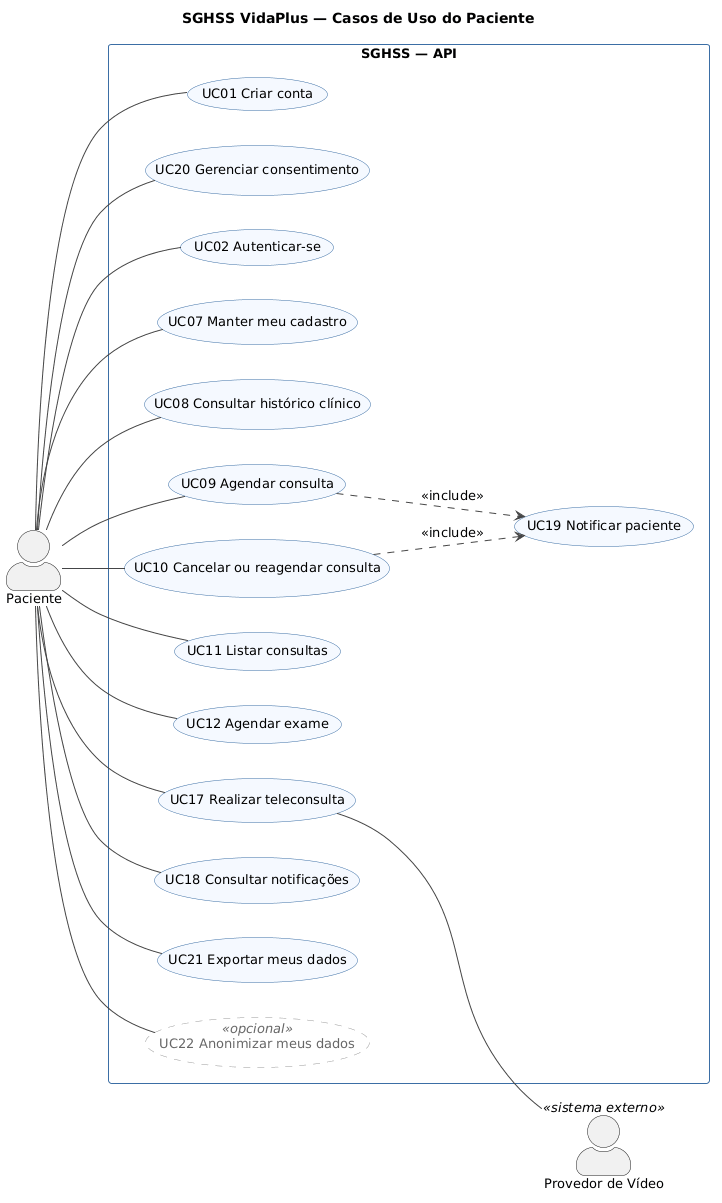 SGHSS VidaPlus — Casos de Uso do Paciente
SGHSS — API
UC01 Criar conta
UC20 Gerenciar consentimento
UC02 Autenticar-se
UC07 Manter meu cadastro
UC08 Consultar histórico clínico
UC09 Agendar consulta
«include»
UC19 Notificar paciente
«include»
UC10 Cancelar ou reagendar consulta
Paciente
UC11 Listar consultas
UC12 Agendar exame
UC17 Realizar teleconsulta
UC18 Consultar notificações
UC21 Exportar meus dados
«opcional»
UC22 Anonimizar meus dados
«sistema externo»
Provedor de Vídeo